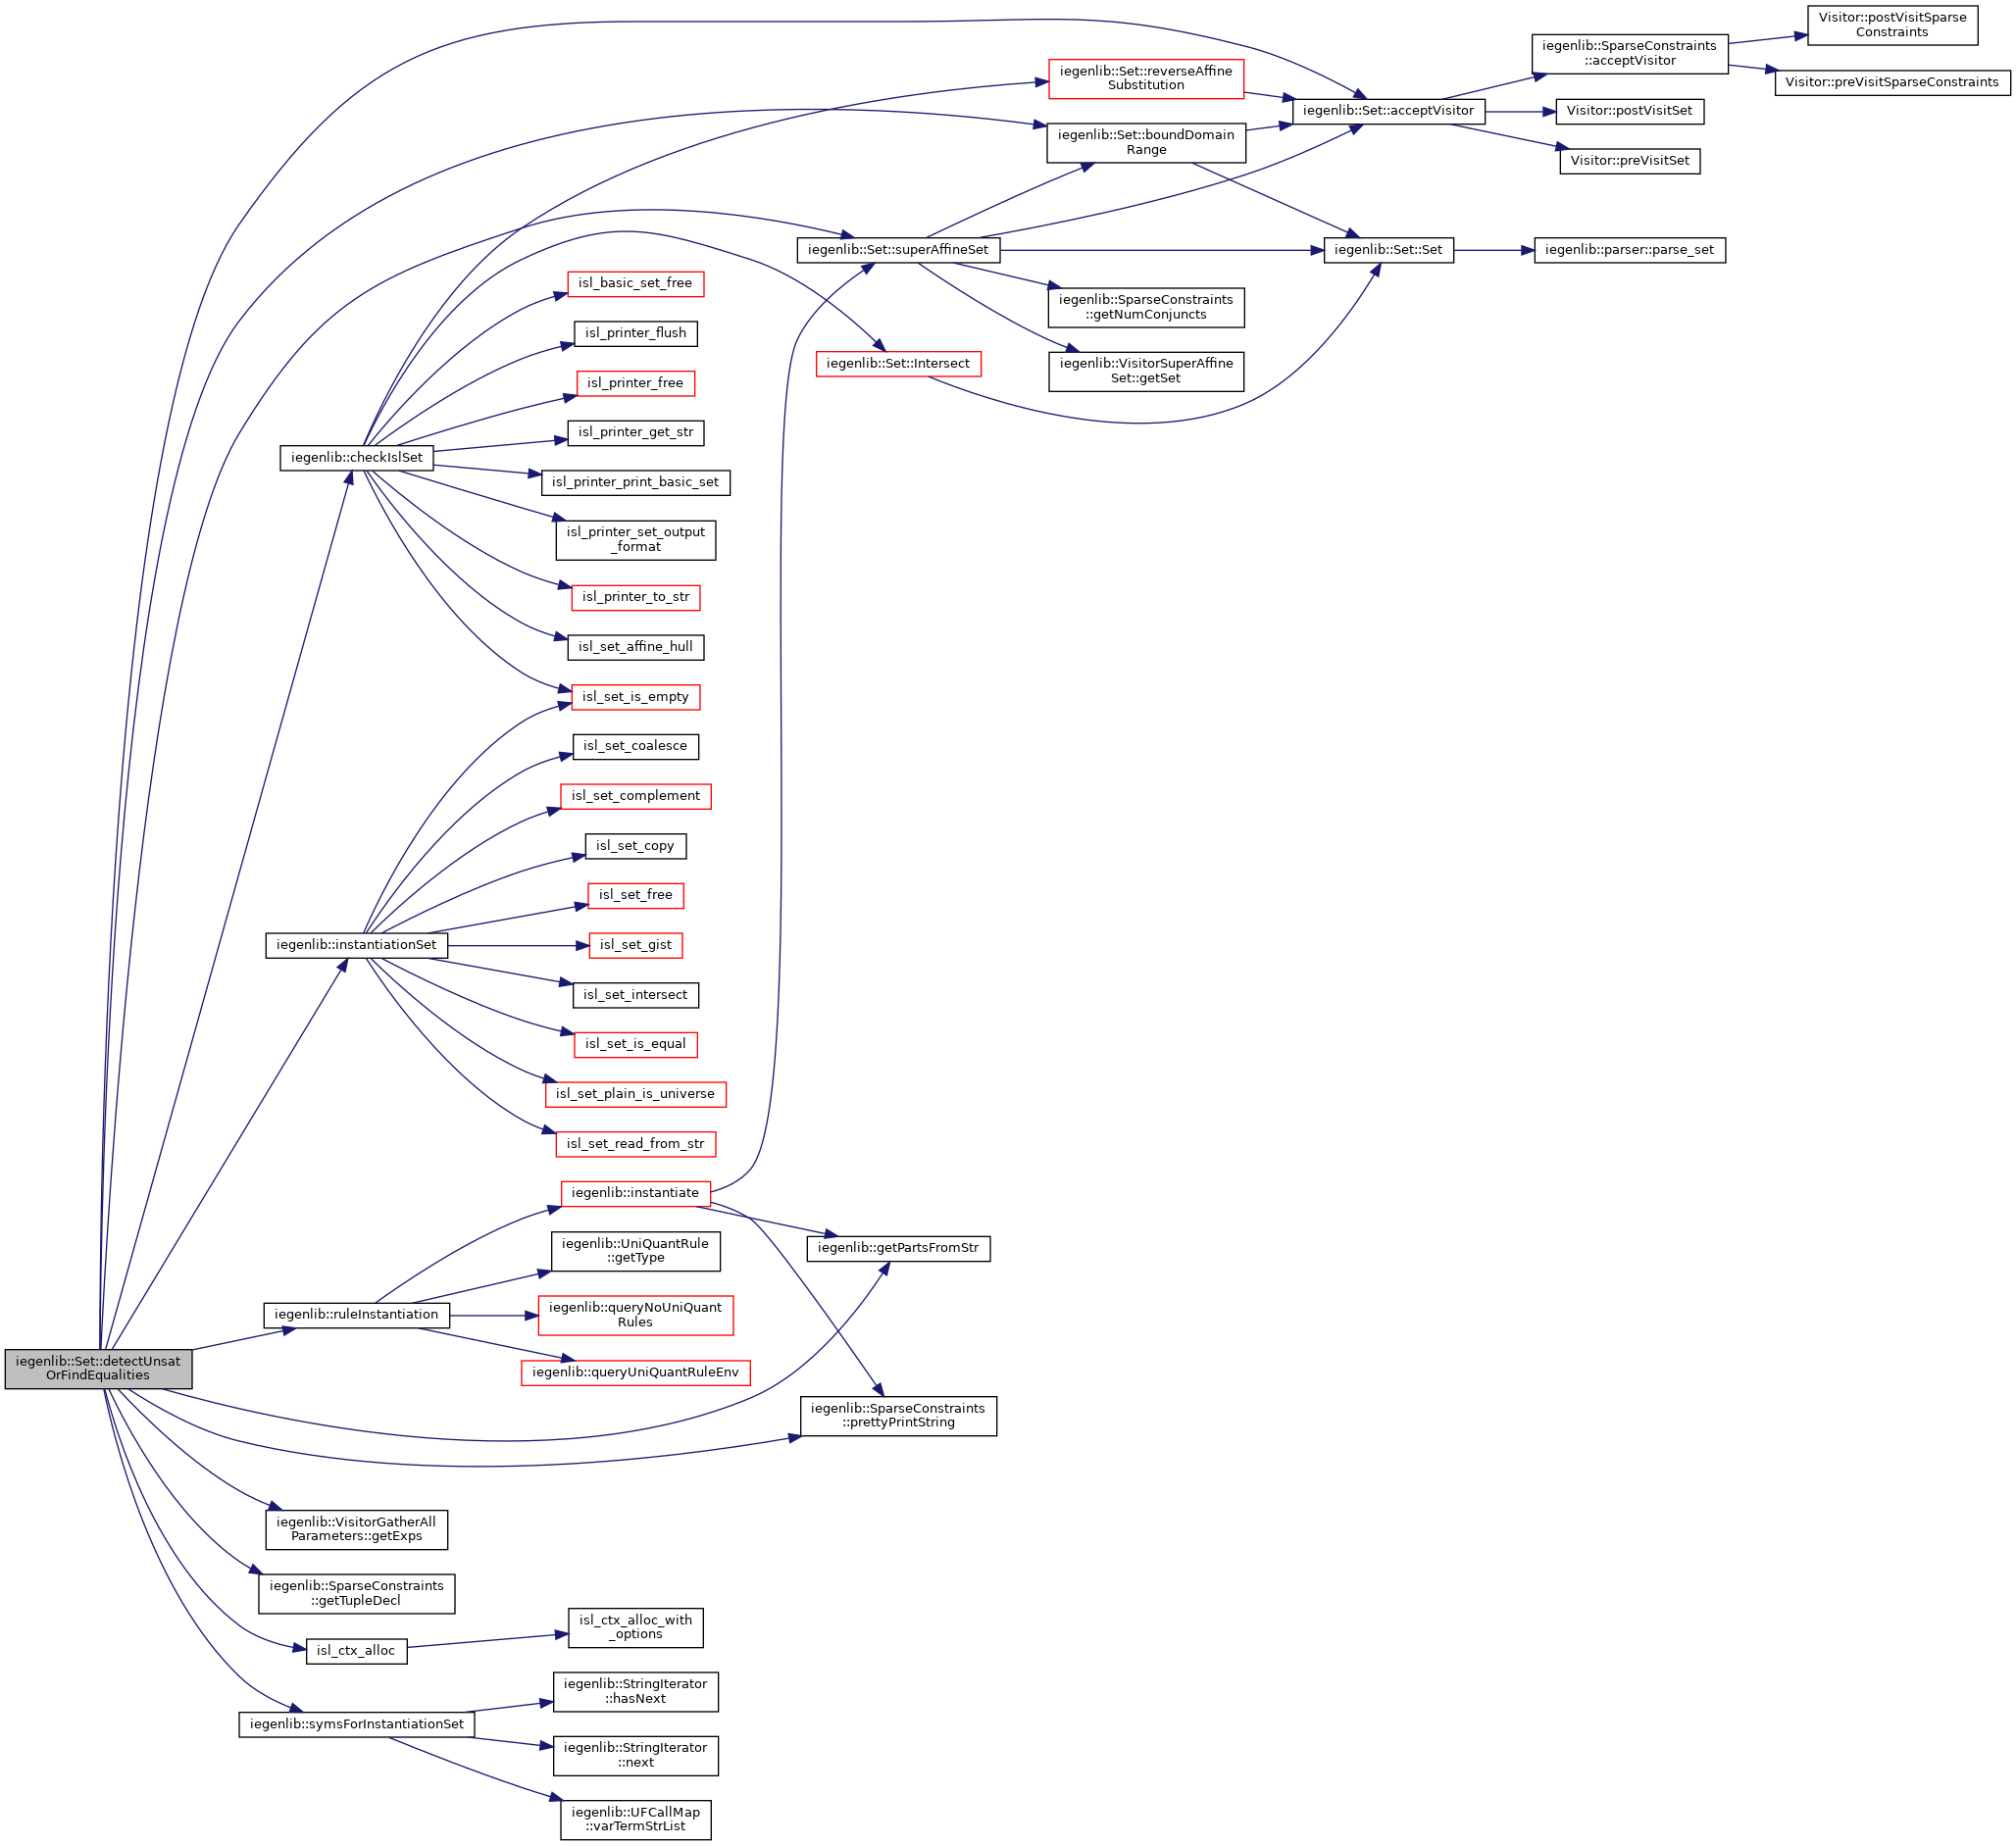 Visitor::postVisitSparse
Constraints
iegenlib::SparseConstraints
::acceptVisitor
Visitor::preVisitSparseConstraints
iegenlib::Set::reverseAffine
Substitution
iegenlib::Set::acceptVisitor
Visitor::postVisitSet
iegenlib::Set::boundDomain
Range
Visitor::preVisitSet
iegenlib::Set::superAffineSet
iegenlib::Set::Set
iegenlib::parser::parse_set
isl_basic_set_free
iegenlib::SparseConstraints
::getNumConjuncts
isl_printer_flush
iegenlib::Set::Intersect
iegenlib::VisitorSuperAffine
Set::getSet
isl_printer_free
isl_printer_get_str
iegenlib::checkIslSet
isl_printer_print_basic_set
isl_printer_set_output
_format
isl_printer_to_str
isl_set_affine_hull
isl_set_is_empty
isl_set_coalesce
isl_set_complement
isl_set_copy
isl_set_free
iegenlib::instantiationSet
isl_set_gist
isl_set_intersect
isl_set_is_equal
isl_set_plain_is_universe
isl_set_read_from_str
iegenlib::instantiate
iegenlib::UniQuantRule
::getType
iegenlib::getPartsFromStr
iegenlib::ruleInstantiation
iegenlib::queryNoUniQuant
Rules
iegenlib::Set::detectUnsat
OrFindEqualities
iegenlib::queryUniQuantRuleEnv
iegenlib::SparseConstraints
::prettyPrintString
iegenlib::VisitorGatherAll
Parameters::getExps
iegenlib::SparseConstraints
::getTupleDecl
isl_ctx_alloc
isl_ctx_alloc_with
_options
iegenlib::StringIterator
::hasNext
iegenlib::symsForInstantiationSet
iegenlib::StringIterator
::next
iegenlib::UFCallMap
::varTermStrList